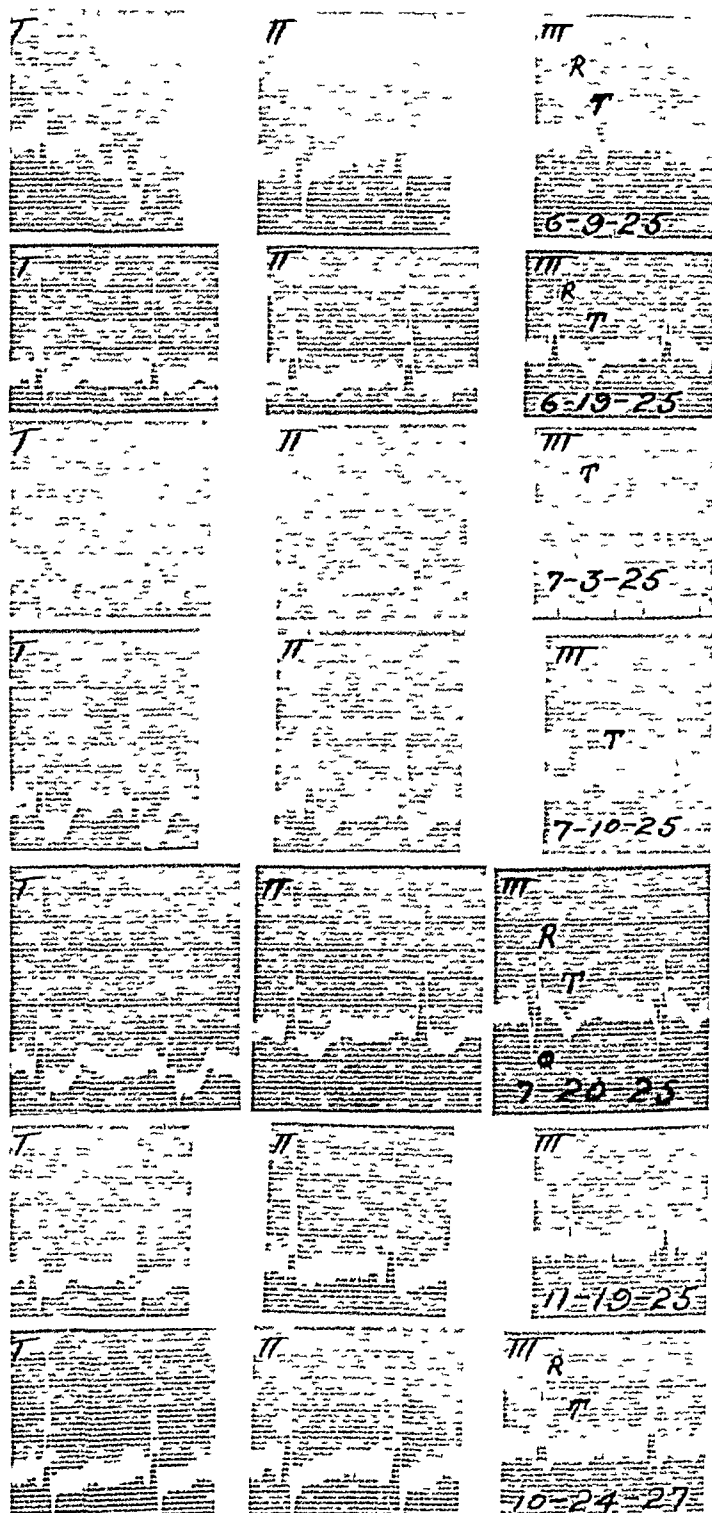 I II III
R
T
6-9-25
I II III
R
T
6-19-25
I II III
T
7-3-25
I II III
T
7-10-25
I II III
R
T
Q
7-20-25
I II III
11-19-25
I II III
R
T
10-24-27